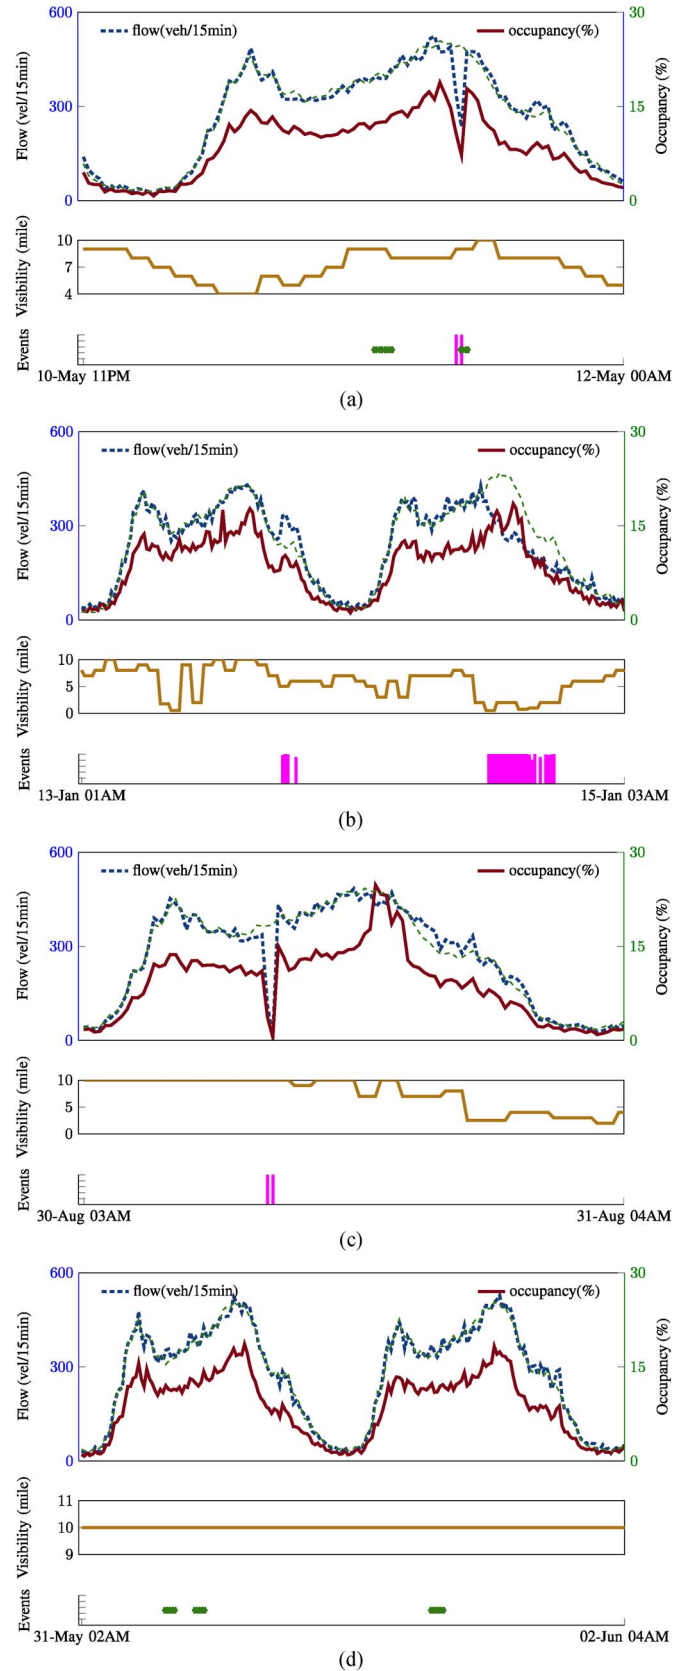 600
flow(veh/15min)
occupancy(%)
30
Flow (vel/15min)
300
15
Occupancy (%)
0
0
Visibility (mile)
10
7
4
Events
10-May 11PM
12-May 00AM
(a)
600
flow(veh/15min)
occupancy(%)
30
Flow (vel/15min)
300
15
Occupancy (%)
0
0
Visibility (mile)
10
5
0
Events
13-Jan 01AM
15-Jan 03AM
(b)
600
flow(veh/15min)
occupancy(%)
30
Flow (vel/15min)
300
15
Occupancy (%)
0
0
Visibility (mile)
10
5
0
Events
30-Aug 03AM
31-Aug 04AM
(c)
600
flow(veh/15min)
occupancy(%)
30
Flow (vel/15min)
300
15
Occupancy (%)
0
0
Visibility (mile)
11
10
9
Events
31-May 02AM
02-Jun 04AM
(d)